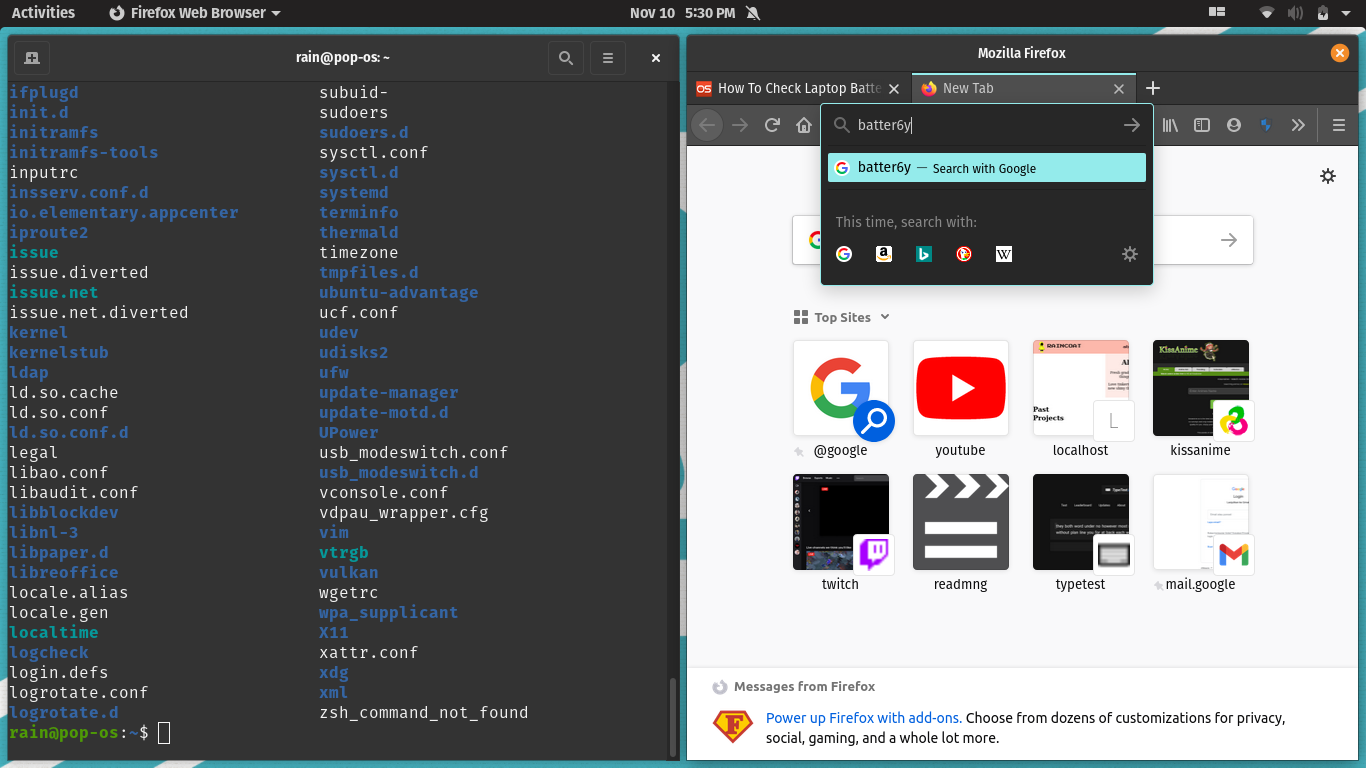 Activities Firefox Web Browser Nov 10 5:30 PM
rain@pop-os: ~
ifplugd subuid-
init.d sudoers
initramfs sudoers.d
initramfs-tools sysctl.conf
inputrc sysctl.d
insserv.conf.d systemd
io.elementary.appcenter terminfo
iproute2 thermald
issue timezone
issue.diverted tmpfiles.d
issue.net ubuntu-advantage
issue.net.diverted ucf.conf
kernel udev
kernelstub udisks2
ldap ufw
ld.so.cache update-manager
ld.so.conf update-motd.d
ld.so.conf.d UPower
legal usb_modeswitch.conf
libao.conf usb_modeswitch.d
libaudit.conf vconsole.conf
libblockdev vdpau_wrapper.cfg
libnl-3 vim
libpaper.d vtrgb
libreoffice vulkan
locale.alias wgetrc
locale.gen wpa_supplicant
localtime X11
logcheck xattr.conf
login.defs xdg
logrotate.conf xml
logrotate.d zsh_command_not_found
rain@pop-os:~$
Mozilla Firefox
How To Check Laptop Batte New Tab
batter6y
batter6y — Search with Google
This time, search with:
Top Sites
RAINCOAT
Past
Projects
L
KissAnime
@google youtube localhost kissanime
twitch readmng typetest mail.google
Messages from Firefox
Power up Firefox with add-ons. Choose from dozens of customizations for privacy,
social, gaming, and a whole lot more.